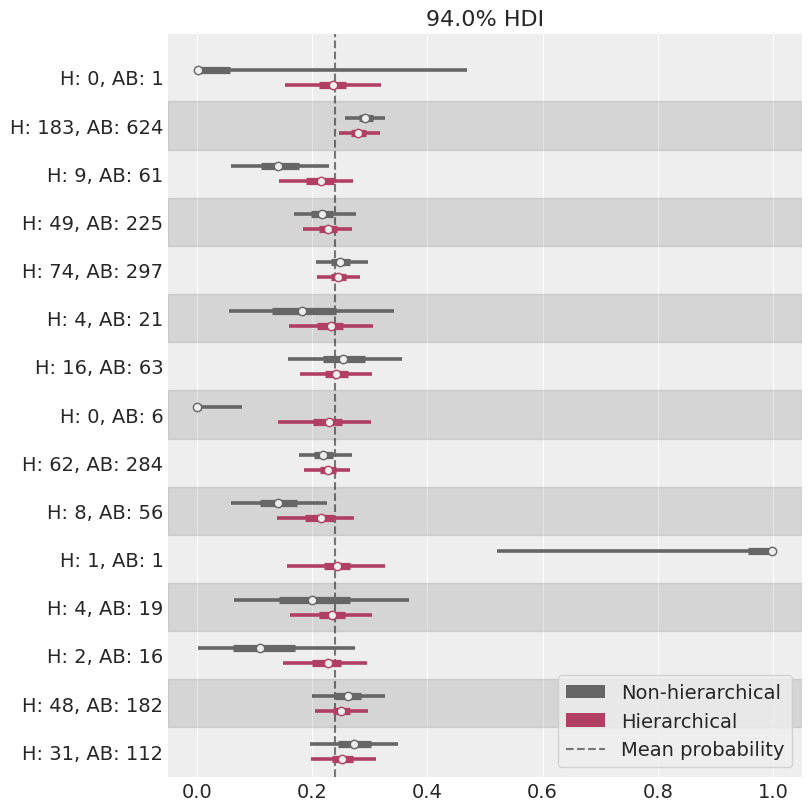 94.0% HDI
H: 0, AB: 1
H: 183, AB: 624
H: 9, AB: 61
H: 49, AB: 225
H: 74, AB: 297
H: 4, AB: 21
H: 16, AB: 63
H: 0, AB: 6
H: 62, AB: 284
H: 8, AB: 56
H: 1, AB: 1
H: 4, AB: 19
H: 2, AB: 16
H: 48, AB: 182
H: 31, AB: 112
Non-hierarchical
Hierarchical
Mean probability
0.0 0.2 0.4 0.6 0.8 1.0